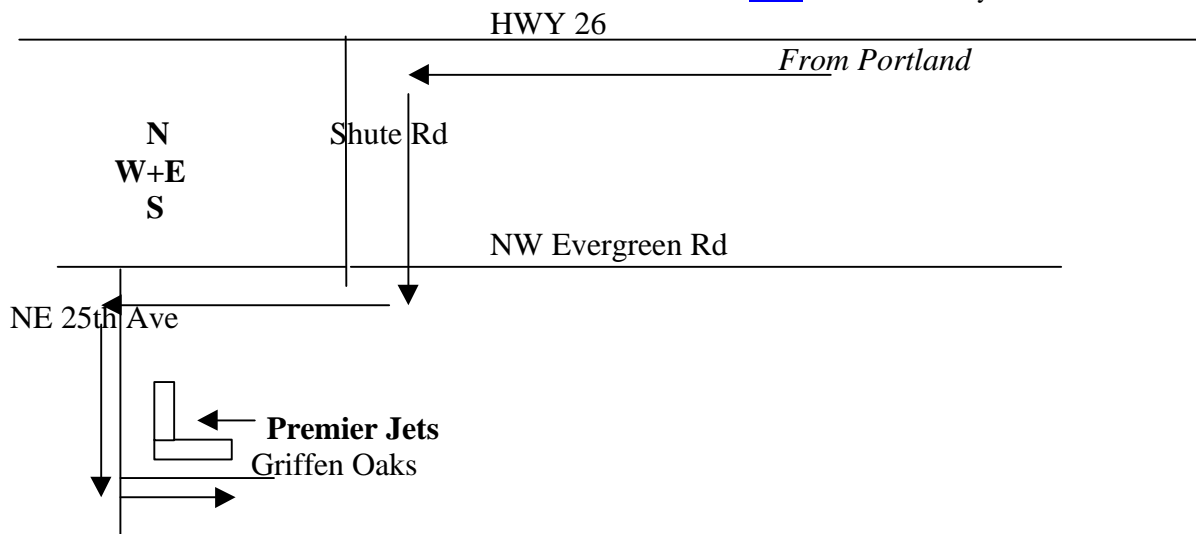 HWY 26
From Portland
N
Shute Rd
W+E
S
NW Evergreen Rd
NE 25th Ave
Premier Jets
Griffen Oaks